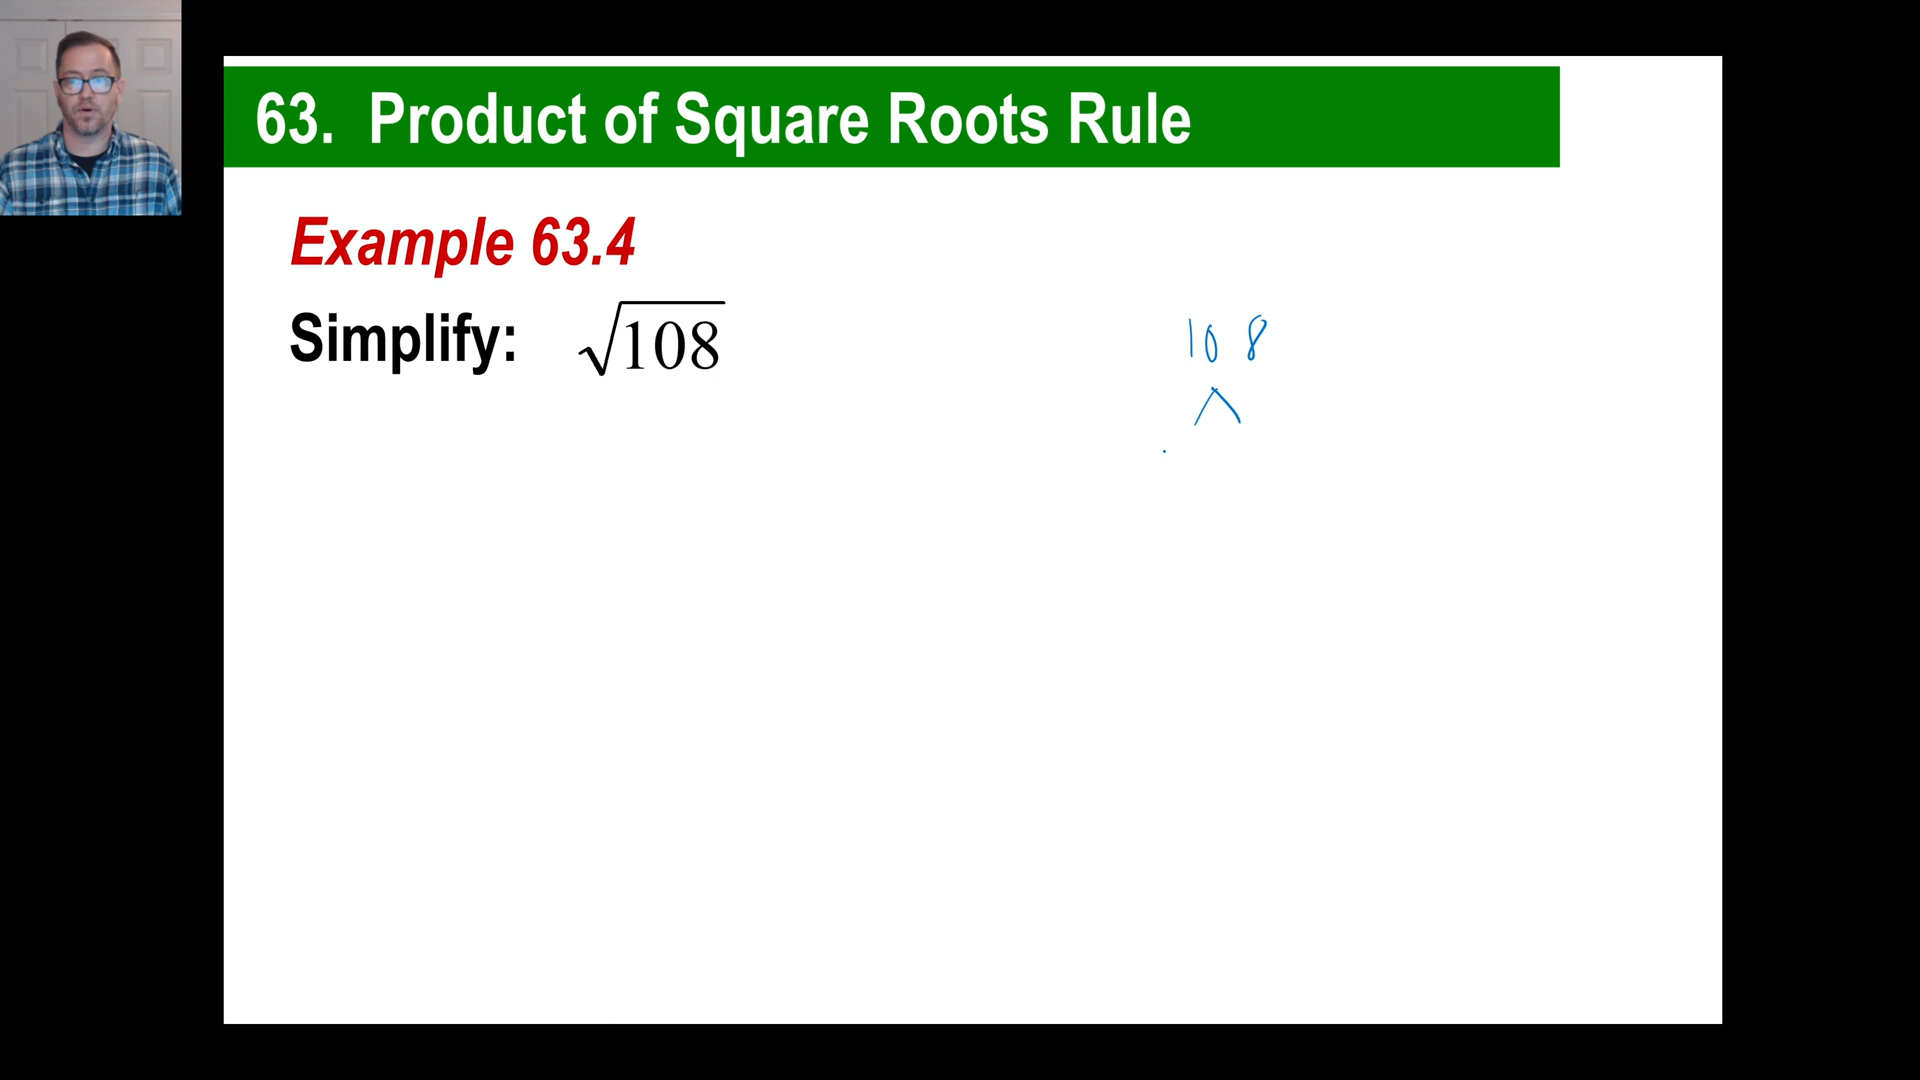 63. Product of Square Roots Rule
Example 63.4
Simplify: √108
108